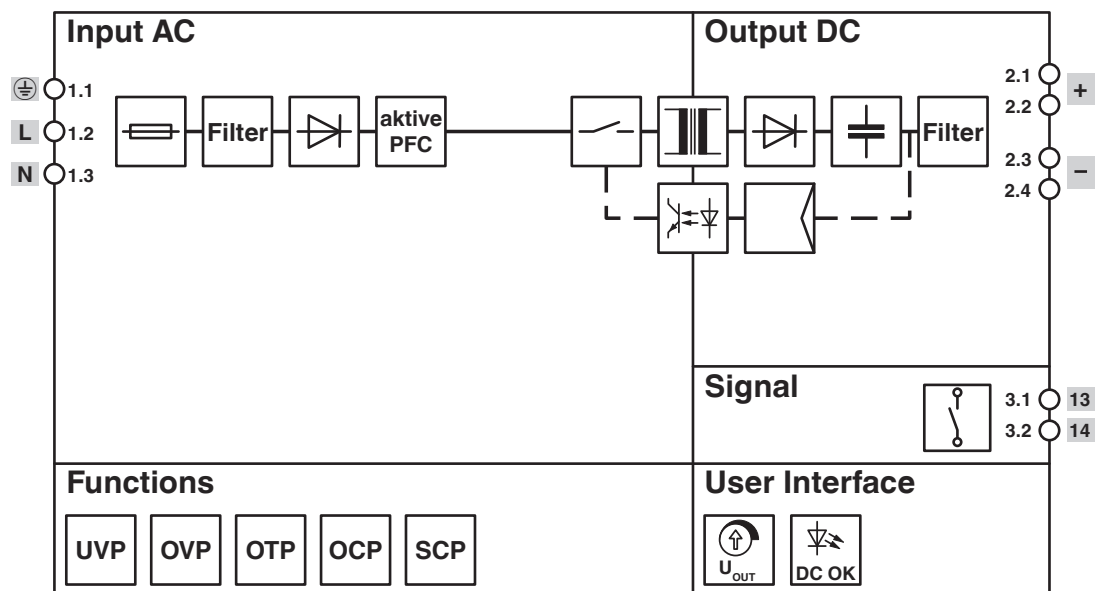 Input AC
Output DC
1.1
L 1.2
N 1.3
Filter
aktive
PFC
Filter
2.1
2.2
+
2.3
2.4
–
Signal
3.1 13
3.2 14
Functions
UVP OVP OTP OCP SCP
User Interface
UOUT
DC OK